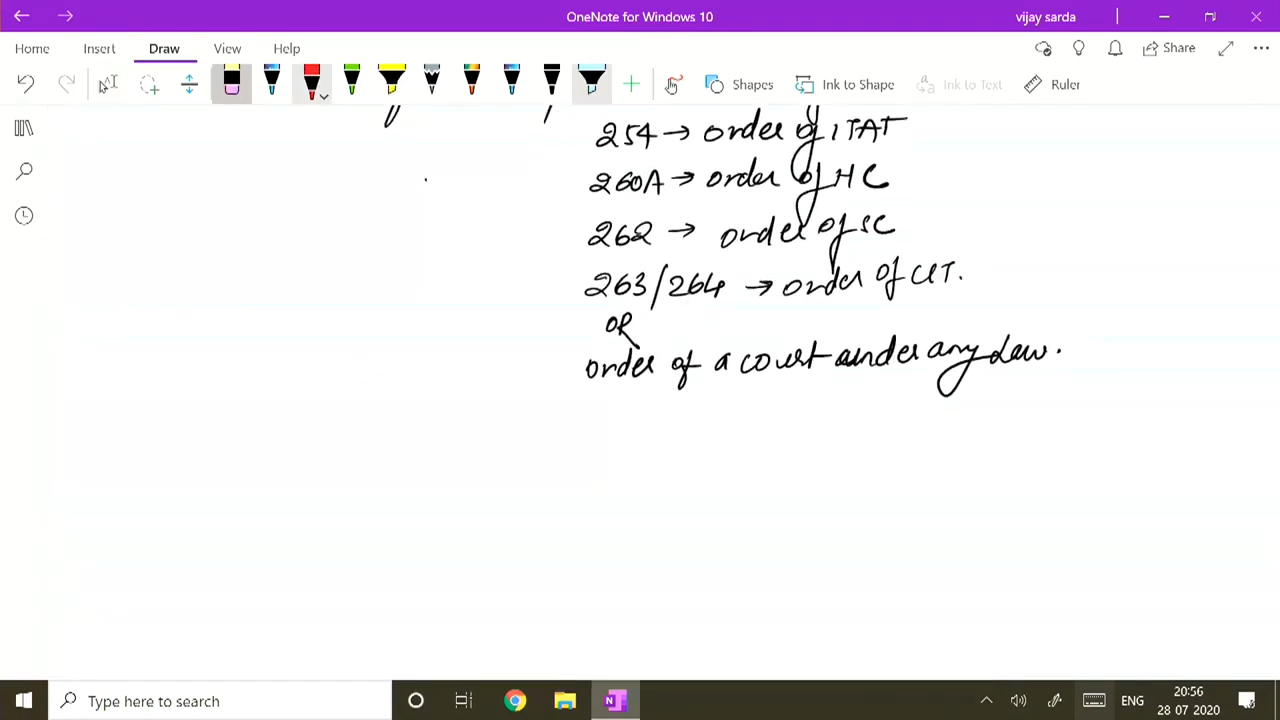 OneNote for Windows 10
vijay sarda
Home Insert Draw View Help
Share
Shapes Ink to Shape Ink to Text Ruler
254 → order of ITAT
260A → order of HC
262 → order of SC
263/264 → order of CIT.
OR
order of a court under any Law.
Type here to search
ENG
20:56
28 07 2020